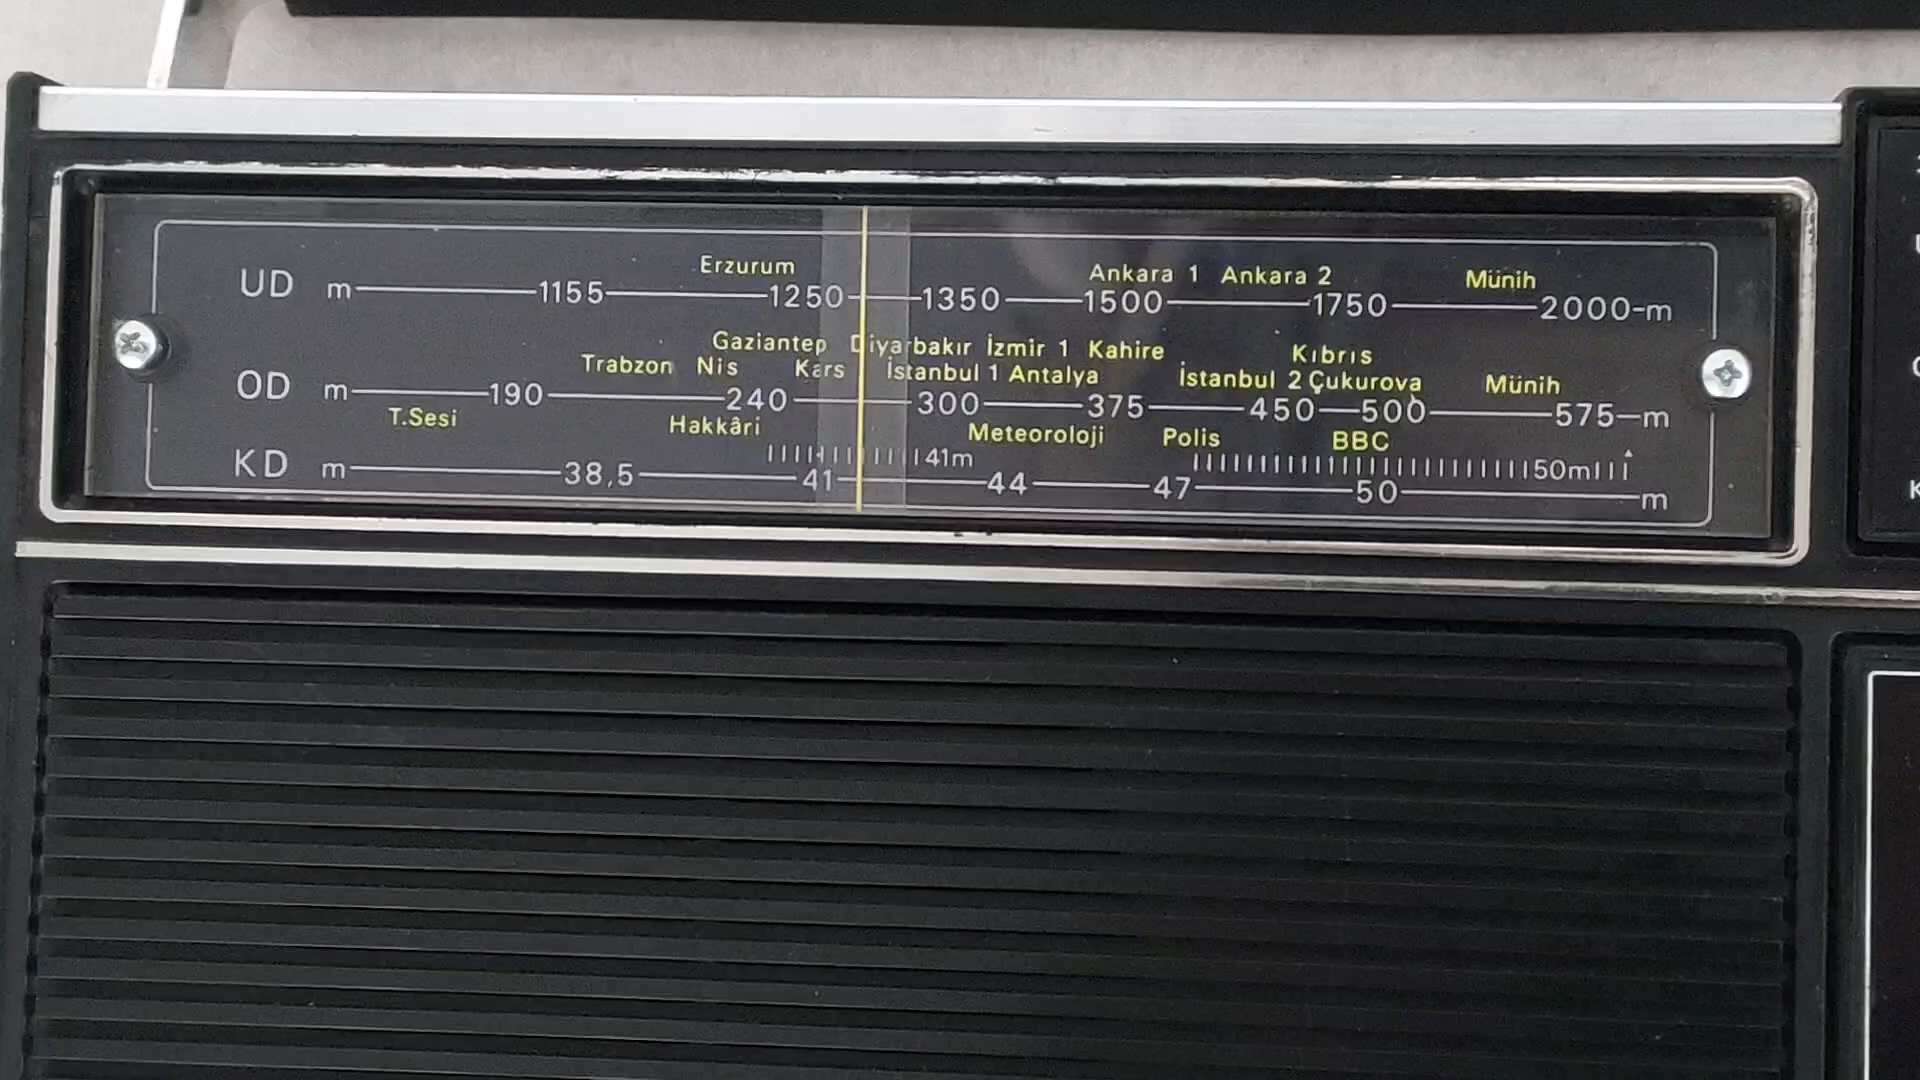 Erzurum Ankara 1 Ankara 2 Münih
UD m 1155 1250 1350 1500 1750 2000-m
Gaziantep Diyarbakır İzmir 1 Kahire Kıbrıs
Trabzon Nis Kars İstanbul 1 Antalya İstanbul 2 Çukurova Münih
OD m 190 240 300 375 450 500 575-m
T.Sesi Hakkâri Meteoroloji Polis BBC
41m 50m
KD m 38,5 41 44 47 50 m